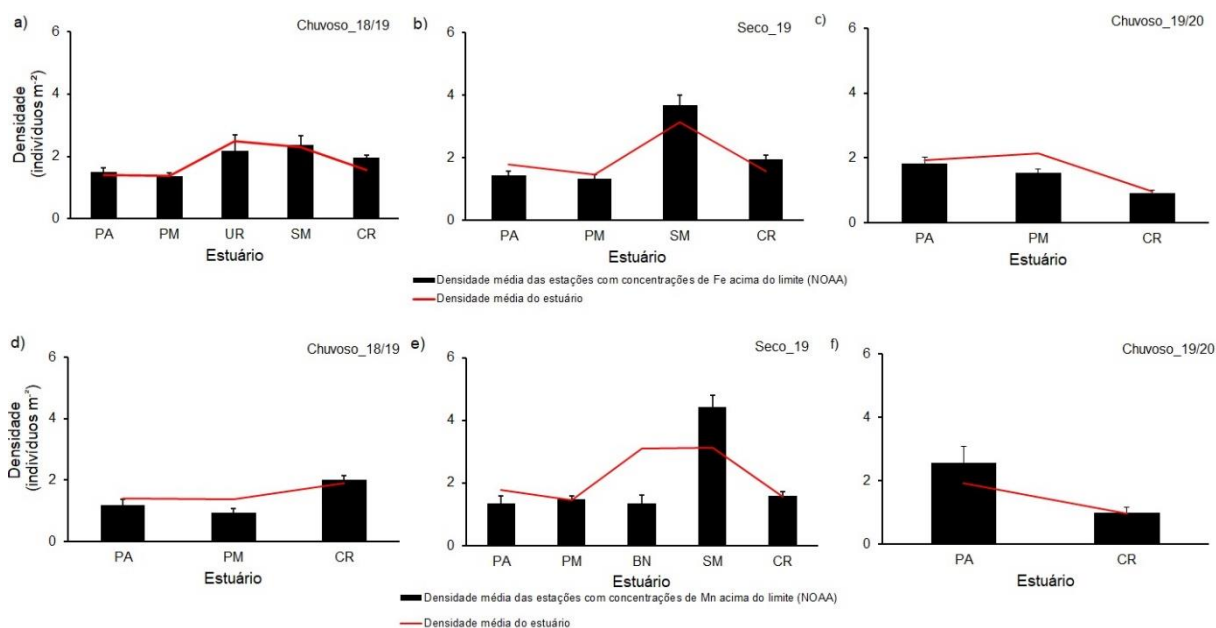 a)
Chuvoso_18/19
Densidade
(indivíduos m⁻²)
6
4
2
0
PA PM UR SM CR
Estuário
b)
Seco_19
6
4
2
0
PA PM SM CR
Estuário
c)
Chuvoso_19/20
6
4
2
0
PA PM CR
Estuário
Densidade média das estações com concentrações de Fe acima do limite (NOAA)
Densidade média do estuário
d)
Chuvoso_18/19
Densidade
(indivíduos m⁻²)
6
4
2
0
PA PM CR
Estuário
e)
Seco_19
6
4
2
0
PA PM BN SM CR
Estuário
f)
Chuvoso_19/20
6
4
2
0
PA CR
Estuário
Densidade média das estações com concentrações de Mn acima do limite (NOAA)
Densidade média do estuário